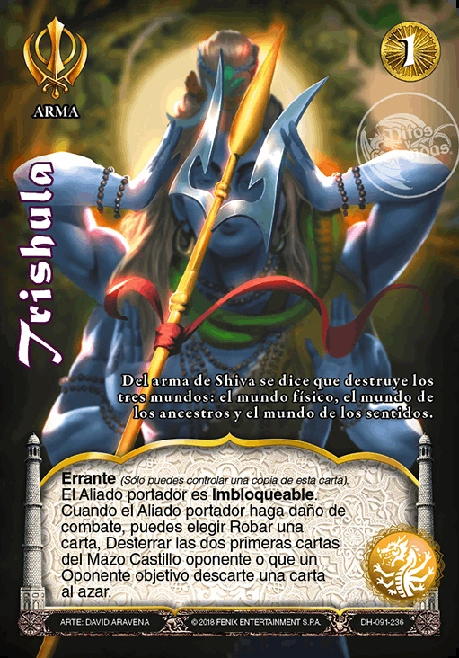 1
ARMA
Mitos
Trishula
Del arma de Shiva se dice que destruye los
tres mundos: el mundo físico, el mundo de
los ancestros y el mundo de los sentidos.
Errante (Sólo puedes controlar una copia de esta carta).
El Aliado portador es Imbloqueable.
Cuando el Aliado portador haga daño de
combate, puedes elegir Robar una
carta, Desterrar las dos primeras cartas
del Mazo Castillo oponente o que un
Oponente objetivo descarte una carta
al azar.
ARTE: DAVID ARAVENA
©2018 FENIX ENTERTAINMENT S.P.A.
DH-091-236